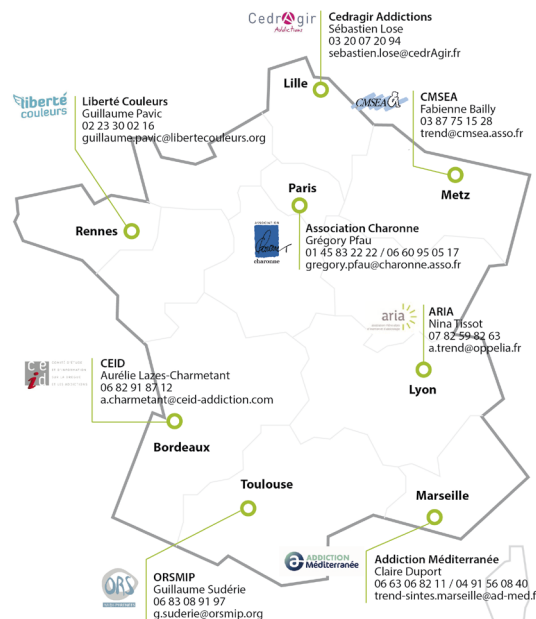 CedrAgir
Addictions
Cedragir Addictions
Sébastien Lose
03 20 07 20 94
sebastien.lose@cedrAgir.fr
Lille
liberté
couleurs
Liberté Couleurs
Guillaume Pavic
02 23 30 02 16
guillaume.pavic@libertecouleurs.org
CMSEA
CMSEA
Fabienne Bailly
03 87 75 15 28
trend@cmsea.asso.fr
Metz
Paris
Rennes
charonne
Association Charonne
Grégory Pfau
01 45 83 22 22 / 06 60 95 05 17
gregory.pfau@charonne.asso.fr
aria
ARIA
Nina Tissot
07 82 59 82 63
a.trend@oppelia.fr
Lyon
ceid
CEID
Aurélie Lazes-Charmetant
06 82 91 87 12
a.charmetant@ceid-addiction.com
Bordeaux
Toulouse
Marseille
ORS
ORSMIP
Guillaume Sudérie
06 83 08 91 97
g.suderie@orsmip.org
ADDICTION
Méditerranée
Addiction Méditerranée
Claire Duport
06 63 06 82 11 / 04 91 56 08 40
trend-sintes.marseille@ad-med.f